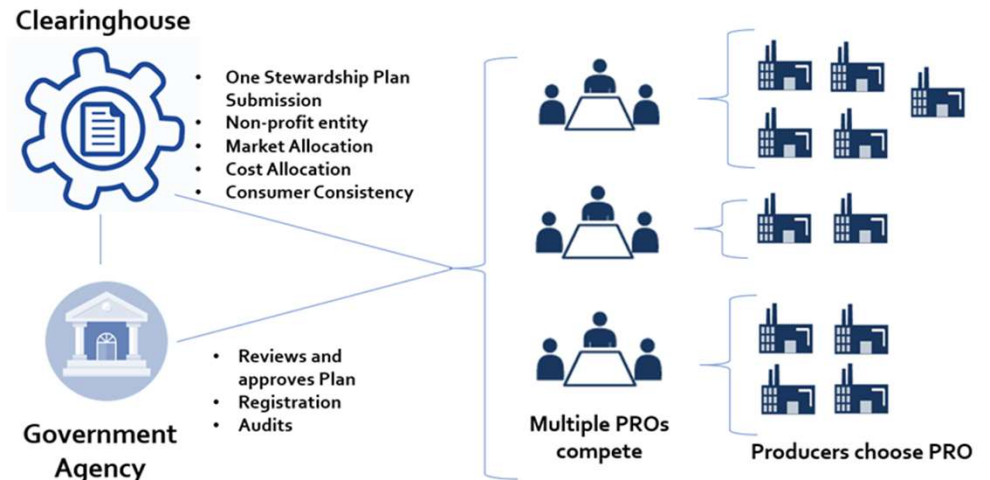 Clearinghouse
• One Stewardship Plan
Submission
• Non-profit entity
• Market Allocation
• Cost Allocation
• Consumer Consistency
• Reviews and
approves Plan
• Registration
• Audits
Government
Agency
Multiple PROs
compete
Producers choose PRO